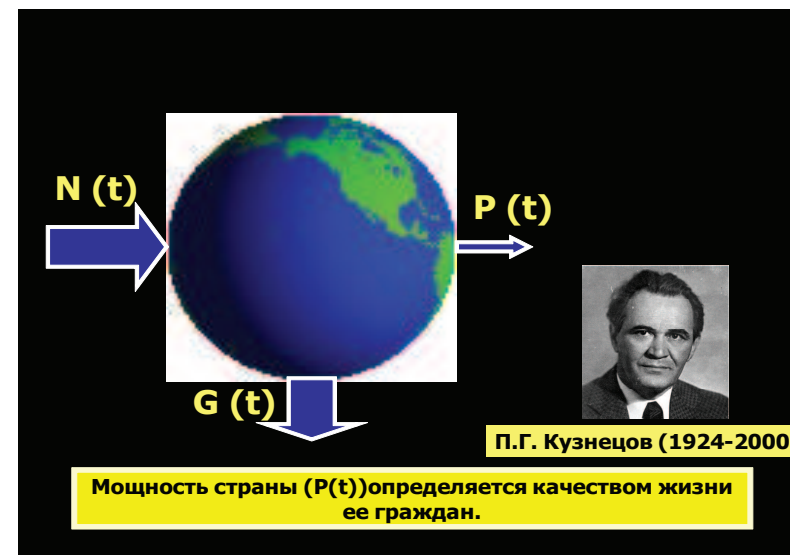 N (t)
P (t)
G (t)
П.Г. Кузнецов (1924-2000
Мощность страны (P(t))определяется качеством жизни
ее граждан.